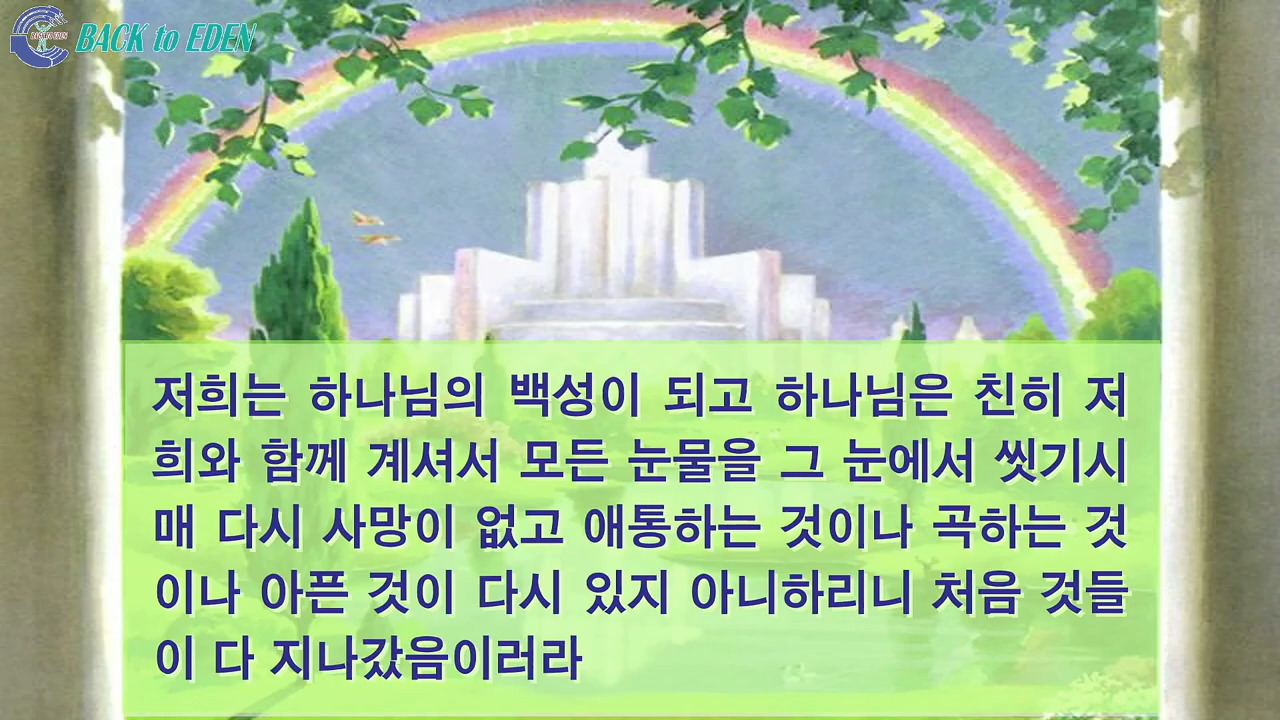 BACK to EDEN
저희는 하나님의 백성이 되고 하나님은 친히 저
희와 함께 계셔서 모든 눈물을 그 눈에서 씻기시
매 다시 사망이 없고 애통하는 것이나 곡하는 것
이나 아픈 것이 다시 있지 아니하리니 처음 것들
이 다 지나갔음이러라